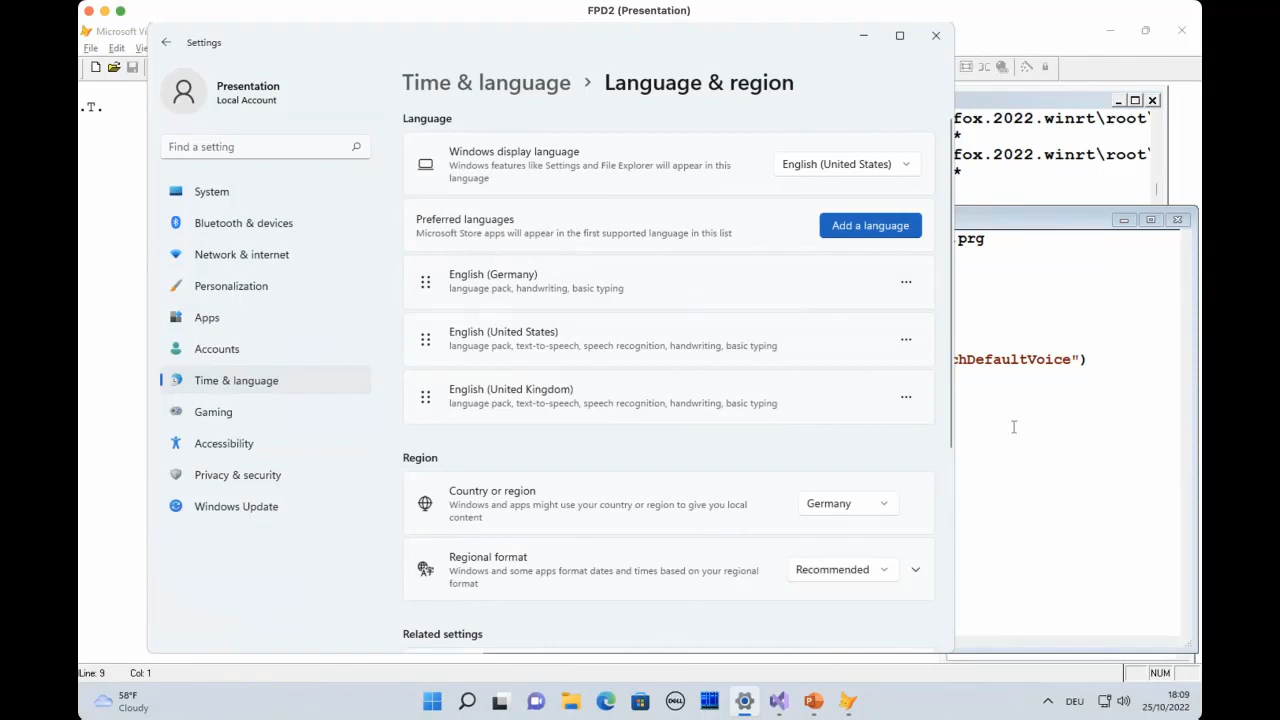 FPD2 (Presentation)
Microsoft Vi
File Edit Vie
.T.
Settings
Presentation
Local Account
Find a setting
System
Bluetooth & devices
Network & internet
Personalization
Apps
Accounts
Time & language
Gaming
Accessibility
Privacy & security
Windows Update
Time & language > Language & region
Language
Windows display language
Windows features like Settings and File Explorer will appear in this
language
English (United States)
Preferred languages
Microsoft Store apps will appear in the first supported language in this list
Add a language
English (Germany)
language pack, handwriting, basic typing
English (United States)
language pack, text-to-speech, speech recognition, handwriting, basic typing
English (United Kingdom)
language pack, text-to-speech, speech recognition, handwriting, basic typing
Region
Country or region
Windows and apps might use your country or region to give you local
content
Germany
Regional format
Windows and some apps format dates and times based on your regional
format
Recommended
Related settings
fox.2022.winrt\root\
*
fox.2022.winrt\root\
*
.prg
chDefaultVoice")
Line: 9 Col: 1
NUM
58°F
Cloudy
DELL
DEU
18:09
25/10/2022